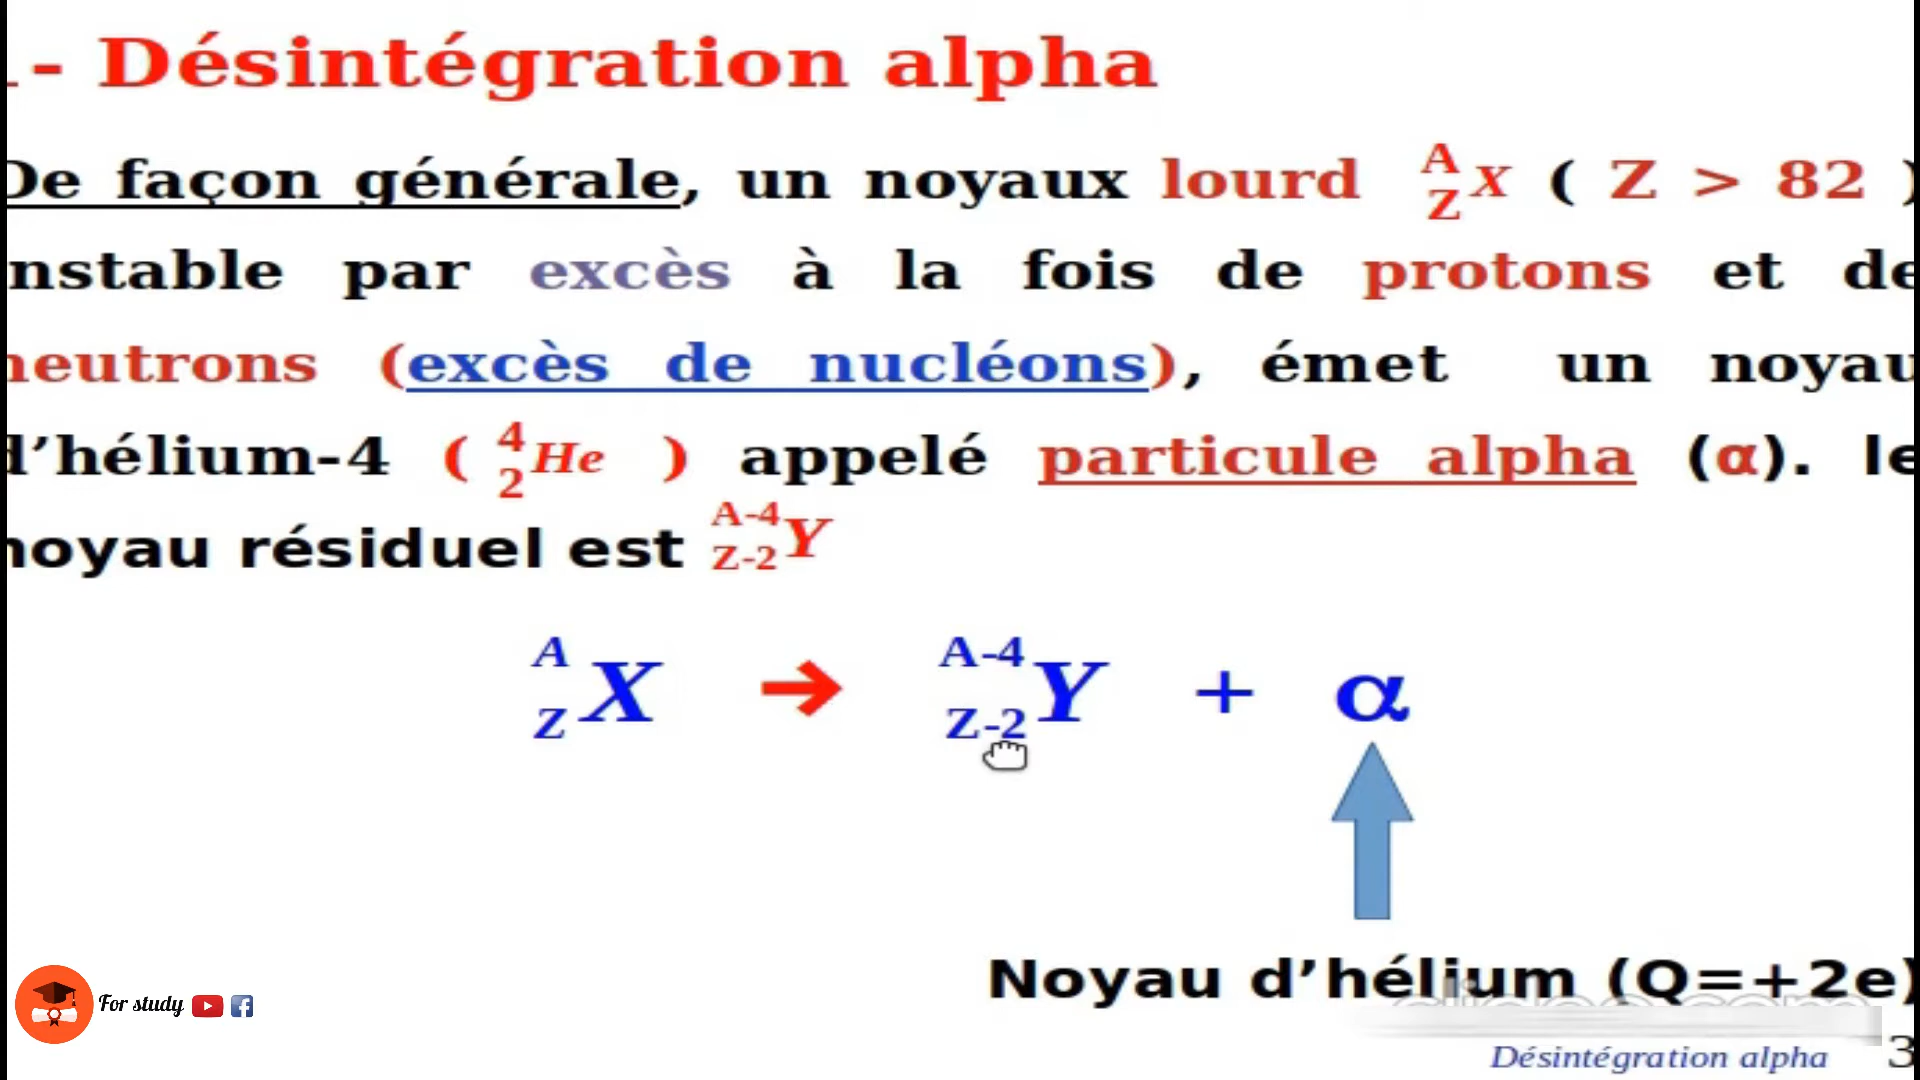 - Désintégration alpha
De façon générale, un noyaux lourd A Z X ( Z > 82 )
nstable par excès à la fois de protons et de
neutrons (excès de nucléons), émet un noyau
d’hélium-4 ( 4 2 He ) appelé particule alpha (α). le
noyau résiduel est A-4 Z-2 Y
A Z X ➔ A-4 Z-2 Y + α
Noyau d’hélium (Q=+2e)
For study
Désintégration alpha 3